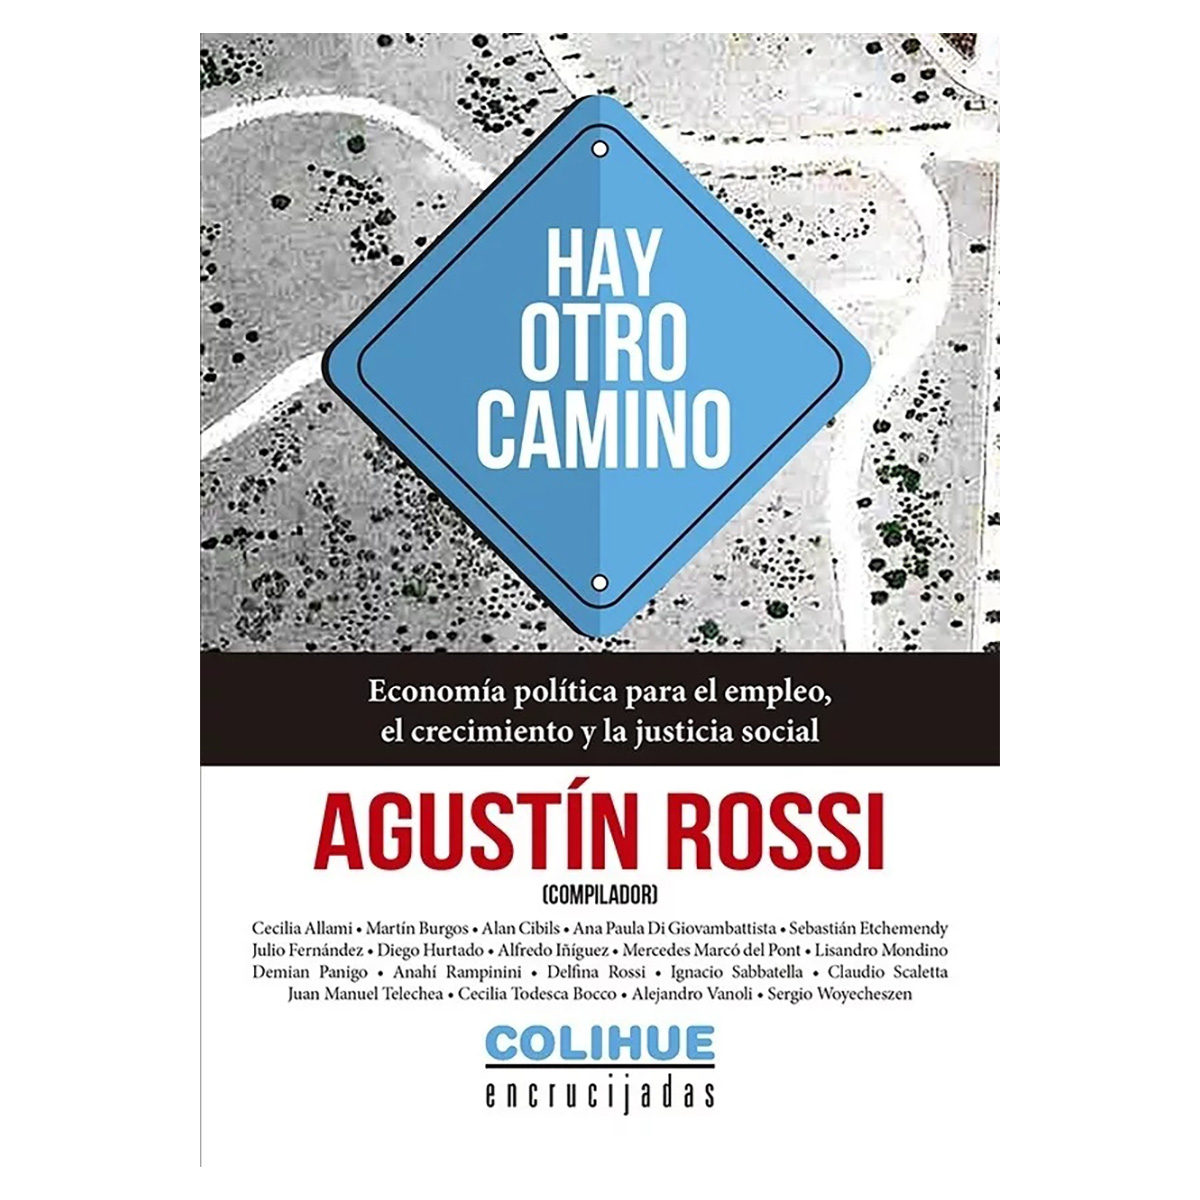 HAY
OTRO
CAMINO
Economía política para el empleo,
el crecimiento y la justicia social
AGUSTÍN ROSSI
(COMPILADOR)
Cecilia Allami • Martín Burgos • Alan Cibils • Ana Paula Di Giovambattista • Sebastián Etchemendy
Julio Fernández • Diego Hurtado • Alfredo Iñíguez • Mercedes Marcó del Pont • Lisandro Mondino
Demian Panigo • Anahí Rampinini • Delfina Rossi • Ignacio Sabbatella • Claudio Scaletta
Juan Manuel Telechea • Cecilia Todesca Bocco • Alejandro Vanoli • Sergio Woyecheszen
COLIHUE
encrucijadas